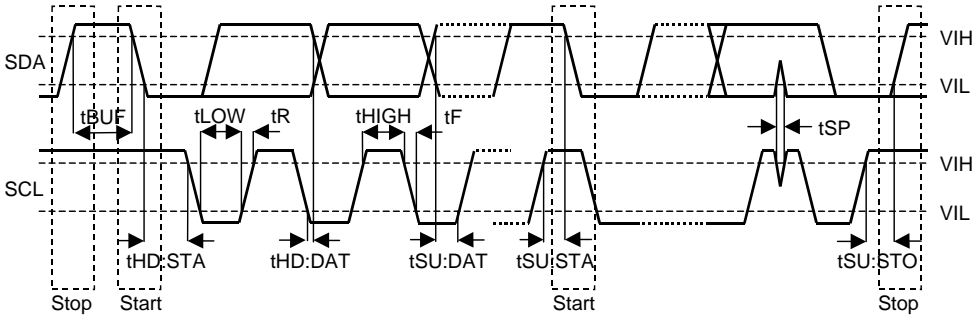 VIH
SDA
VIL
tBUF tLOW tR tHIGH tF
tSP
VIH
SCL
VIL
tHD:STA tHD:DAT tSU:DAT tSU:STA tSU:STO
Stop Start Start Stop